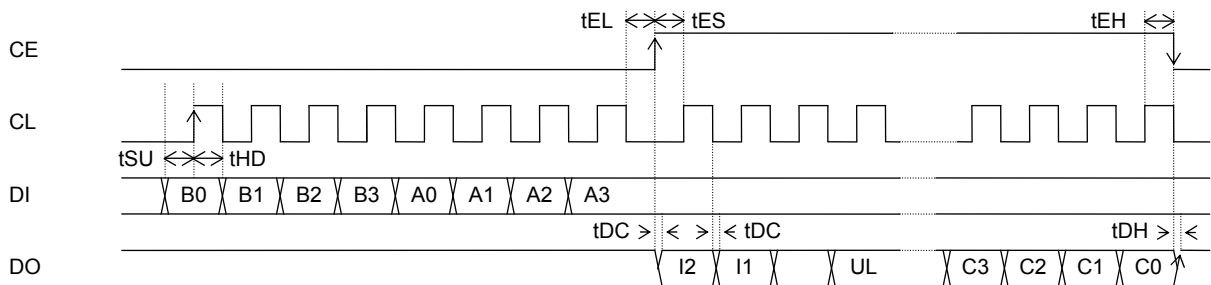 tEL tES tEH
CE
CL
tSU tHD
DI B0 B1 B2 B3 A0 A1 A2 A3
tDC tDC tDH
DO I2 I1 UL C3 C2 C1 C0